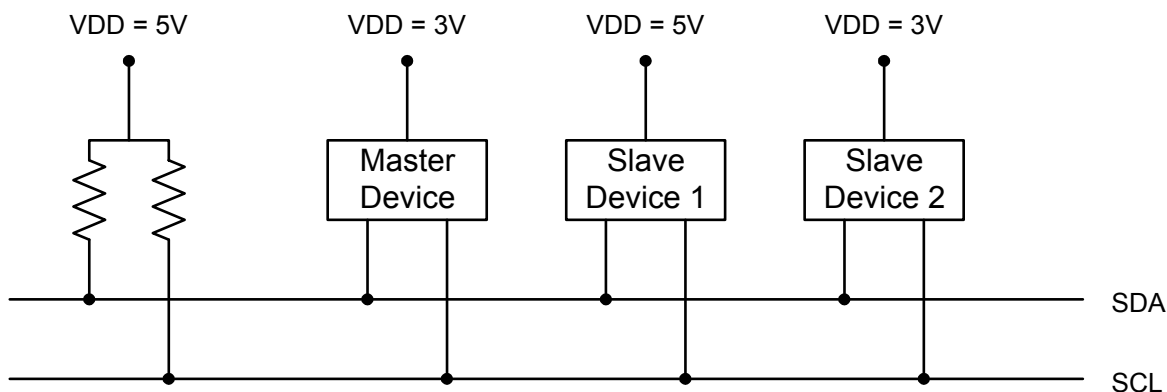 VDD = 5V VDD = 3V VDD = 5V VDD = 3V
Master Device
Slave Device 1
Slave Device 2
SDA
SCL